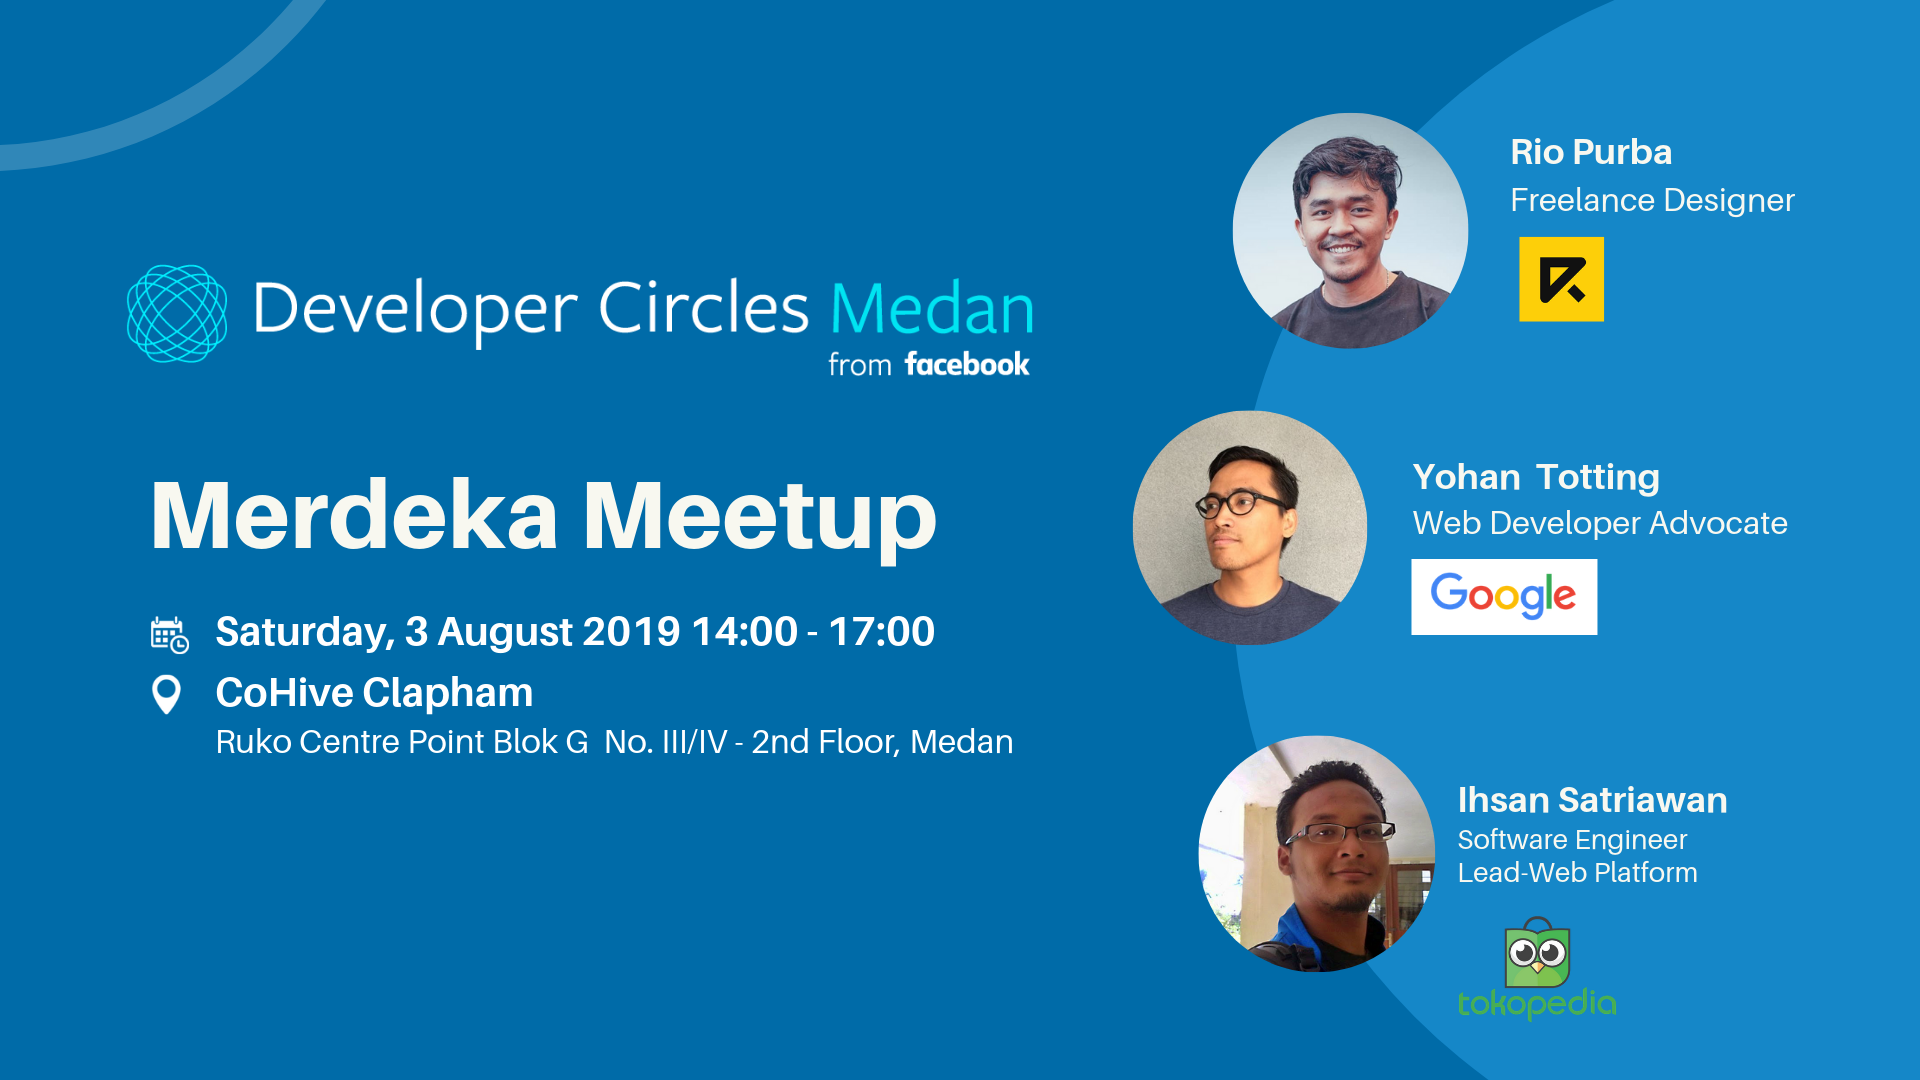 Developer Circles Medan
from facebook
Merdeka Meetup
Saturday, 3 August 2019 14:00 - 17:00
CoHive Clapham
Ruko Centre Point Blok G No. III/IV - 2nd Floor, Medan
Rio Purba
Freelance Designer
Yohan Totting
Web Developer Advocate
Google
Ihsan Satriawan
Software Engineer
Lead-Web Platform
tokopedia